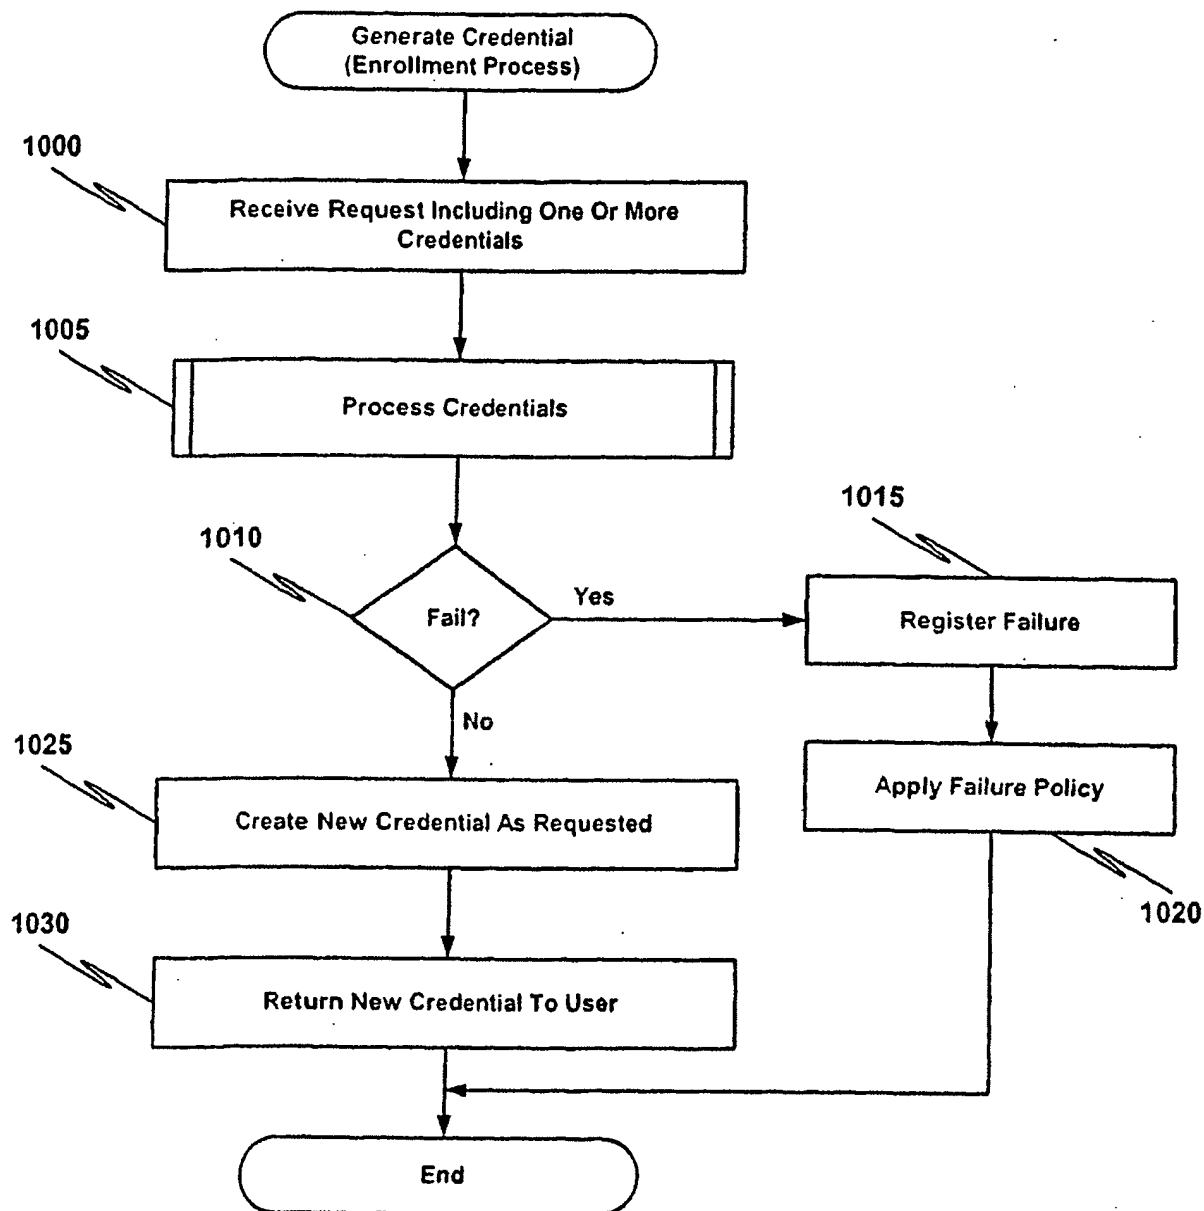 Generate Credential
(Enrollment Process)
1000
Receive Request Including One Or More
Credentials
1005
Process Credentials
1010
Fail?
Yes
1015
Register Failure
No
1025
Create New Credential As Requested
Apply Failure Policy
1020
1030
Return New Credential To User
End